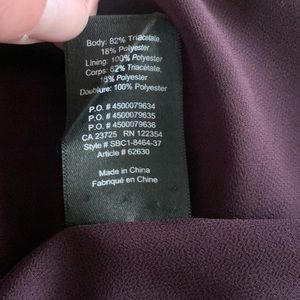 Body: 82% Triacetate,
18% Polyester
Lining: 100% Polyester
Corps: 82% Triacétate,
18% Polyester
Doublure: 100% Polyester
P.O. # 4500079634
P.O. # 4500079635
P.O. # 4500079636
CA 23725 RN 122354
Style # SBC1-8464-37
Article # 62630
Made in China
Fabriqué en Chine